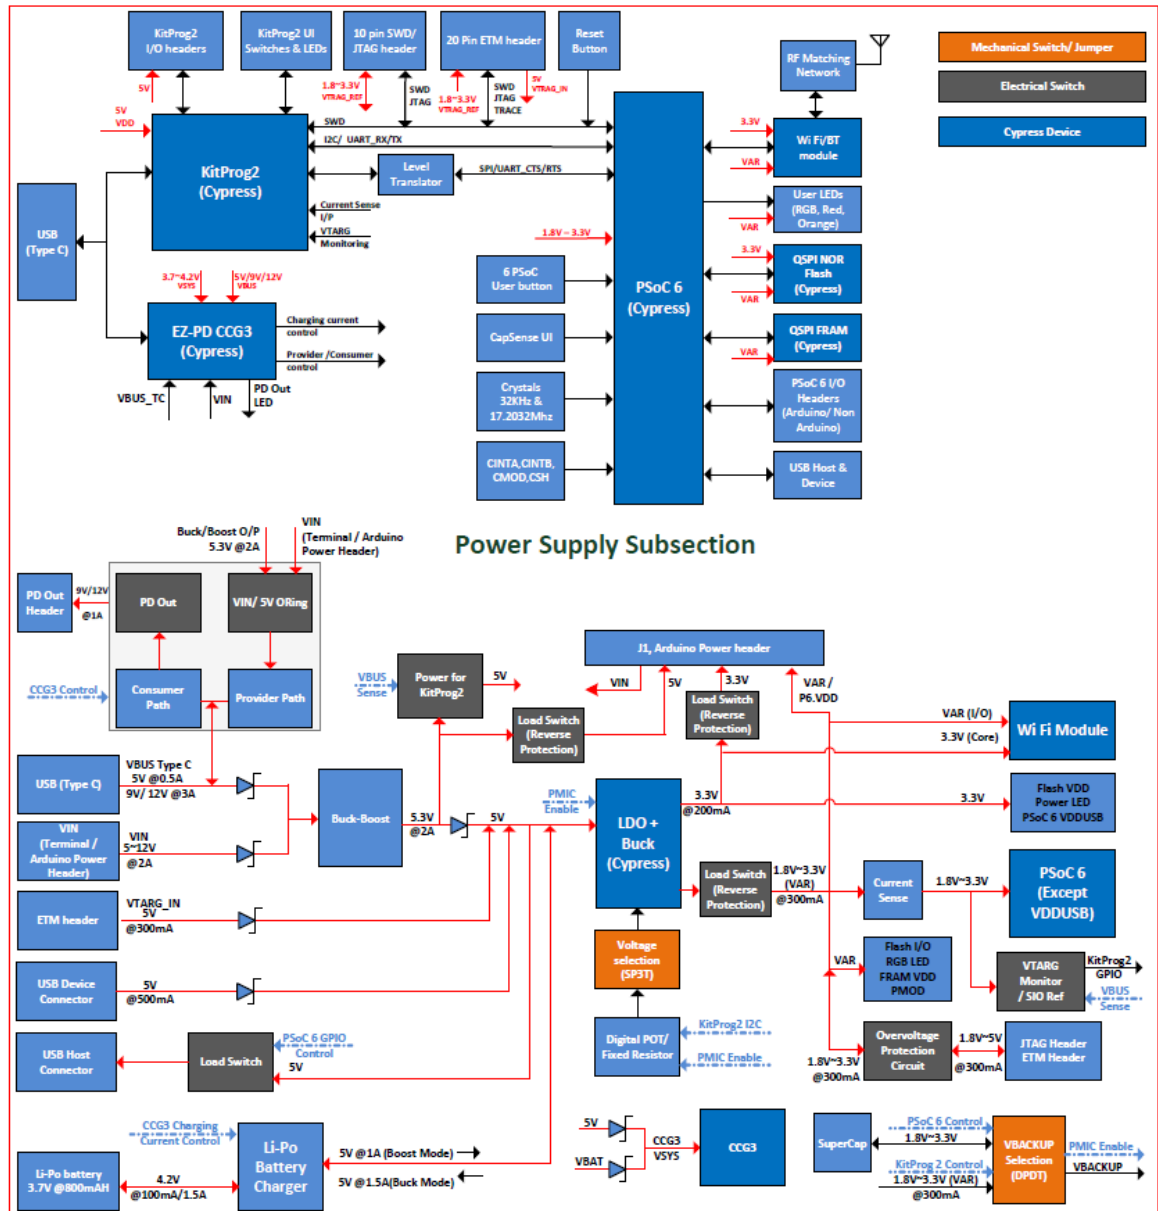 KitProg2
I/O headers
KitProg2 UI
Switches & LEDs
10 pin SWD/
JTAG header
20 Pin ETM header
Reset
Button
RF Matching
Network
Mechanical Switch/ Jumper
Electrical Switch
Cypress Device
5V
1.8~3.3V
VTRAG_REF
SWD
JTAG
1.8~3.3V
VTRAG_REF
SWD
JTAG
TRACE
5V
VTRAG_IN
5V
VDD
SWD
I2C/ UART_RX/TX
KitProg2
(Cypress)
Level
Translator
SPI/UART_CTS/RTS
Current Sense
I/P
VTARG
Monitoring
USB
(Type C)
3.3V
VAR
Wi Fi/BT
module
User LEDs
(RGB, Red,
Orange)
VAR
1.8V – 3.3V
3.3V
VAR
QSPI NOR
Flash
(Cypress)
PSoC 6
(Cypress)
6 PSoC
User button
3.7~4.2V
VSYS
5V/9V/12V
VBUS
EZ-PD CCG3
(Cypress)
Charging current
control
Provider /Consumer
control
VBUS_TC
VIN
PD Out
LED
CapSense UI
QSPI FRAM
(Cypress)
VAR
Crystals
32KHz &
17.2032Mhz
PSoC 6 I/O
Headers
(Arduino/ Non
Arduino)
CINTA,CINTB,
CMOD,CSH
USB Host &
Device
Power Supply Subsection
Buck/Boost O/P
5.3V @2A
VIN
(Terminal / Arduino
Power Header)
PD Out
Header
9V/12V
@1A
PD Out
VIN/ 5V ORing
CCG3 Control
Consumer
Path
Provider Path
VBUS
Sense
Power for
KitProg2
5V
J1, Arduino Power header
VIN
5V
3.3V
VAR /
P6.VDD
Load Switch
(Reverse
Protection)
Load Switch
(Reverse
Protection)
VAR (I/O)
3.3V (Core)
Wi Fi Module
USB (Type C)
VBUS Type C
5V @0.5A
9V/ 12V @3A
VIN
(Terminal /
Arduino Power
Header)
VIN
5~12V
@2A
Buck-Boost
5.3V
@2A
5V
PMIC
Enable
LDO +
Buck
(Cypress)
3.3V
@200mA
3.3V
Flash VDD
Power LED
PSoC 6 VDDUSB
Load Switch
(Reverse
Protection)
1.8V~3.3V
(VAR)
@300mA
Current
Sense
1.8V~3.3V
PSoC 6
(Except
VDDUSB)
ETM header
VTARG_IN
5V
@300mA
Voltage
selection
(SP3T)
VAR
Flash I/O
RGB LED
FRAM VDD
PMOD
VTARG
Monitor
/ SIO Ref
KitProg2
GPIO
VBUS
Sense
USB Device
Connector
5V
@500mA
USB Host
Connector
Load Switch
PSoC 6 GPIO
Control
5V
Digital POT/
Fixed Resistor
KitProg2 I2C
PMIC Enable
1.8V~3.3V
@300mA
Overvoltage
Protection
Circuit
1.8V~5V
@300mA
JTAG Header
ETM Header
CCG3 Charging
Current Control
Li-Po battery
3.7V @800mAH
4.2V
@100mA/1.5A
Li-Po
Battery
Charger
5V @1A (Boost Mode)
5V @1.5A(Buck Mode)
5V
VBAT
CCG3
VSYS
CCG3
SuperCap
PSoC 6 Control
1.8V~3.3V
KitProg 2 Control
1.8V~3.3V (VAR)
@300mA
VBACKUP
Selection
(DPDT)
PMIC Enable
VBACKUP